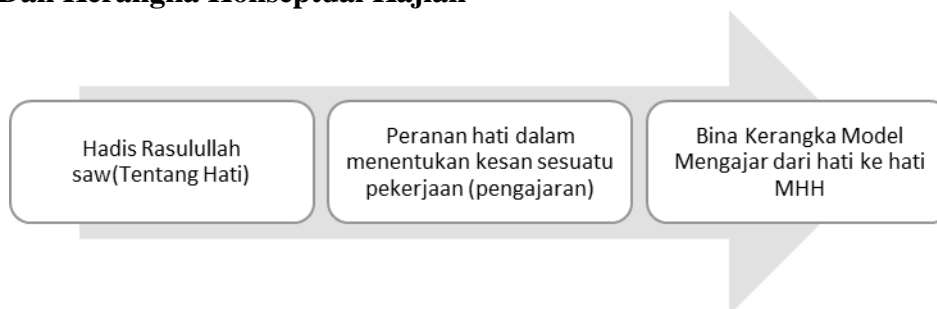 Dan Kerangka Konseptual Kajian
Hadis Rasulullah
saw(Tentang Hati)
Peranan hati dalam
menentukan kesan sesuatu
pekerjaan (pengajaran)
Bina Kerangka Model
Mengajar dari hati ke hati
MHH